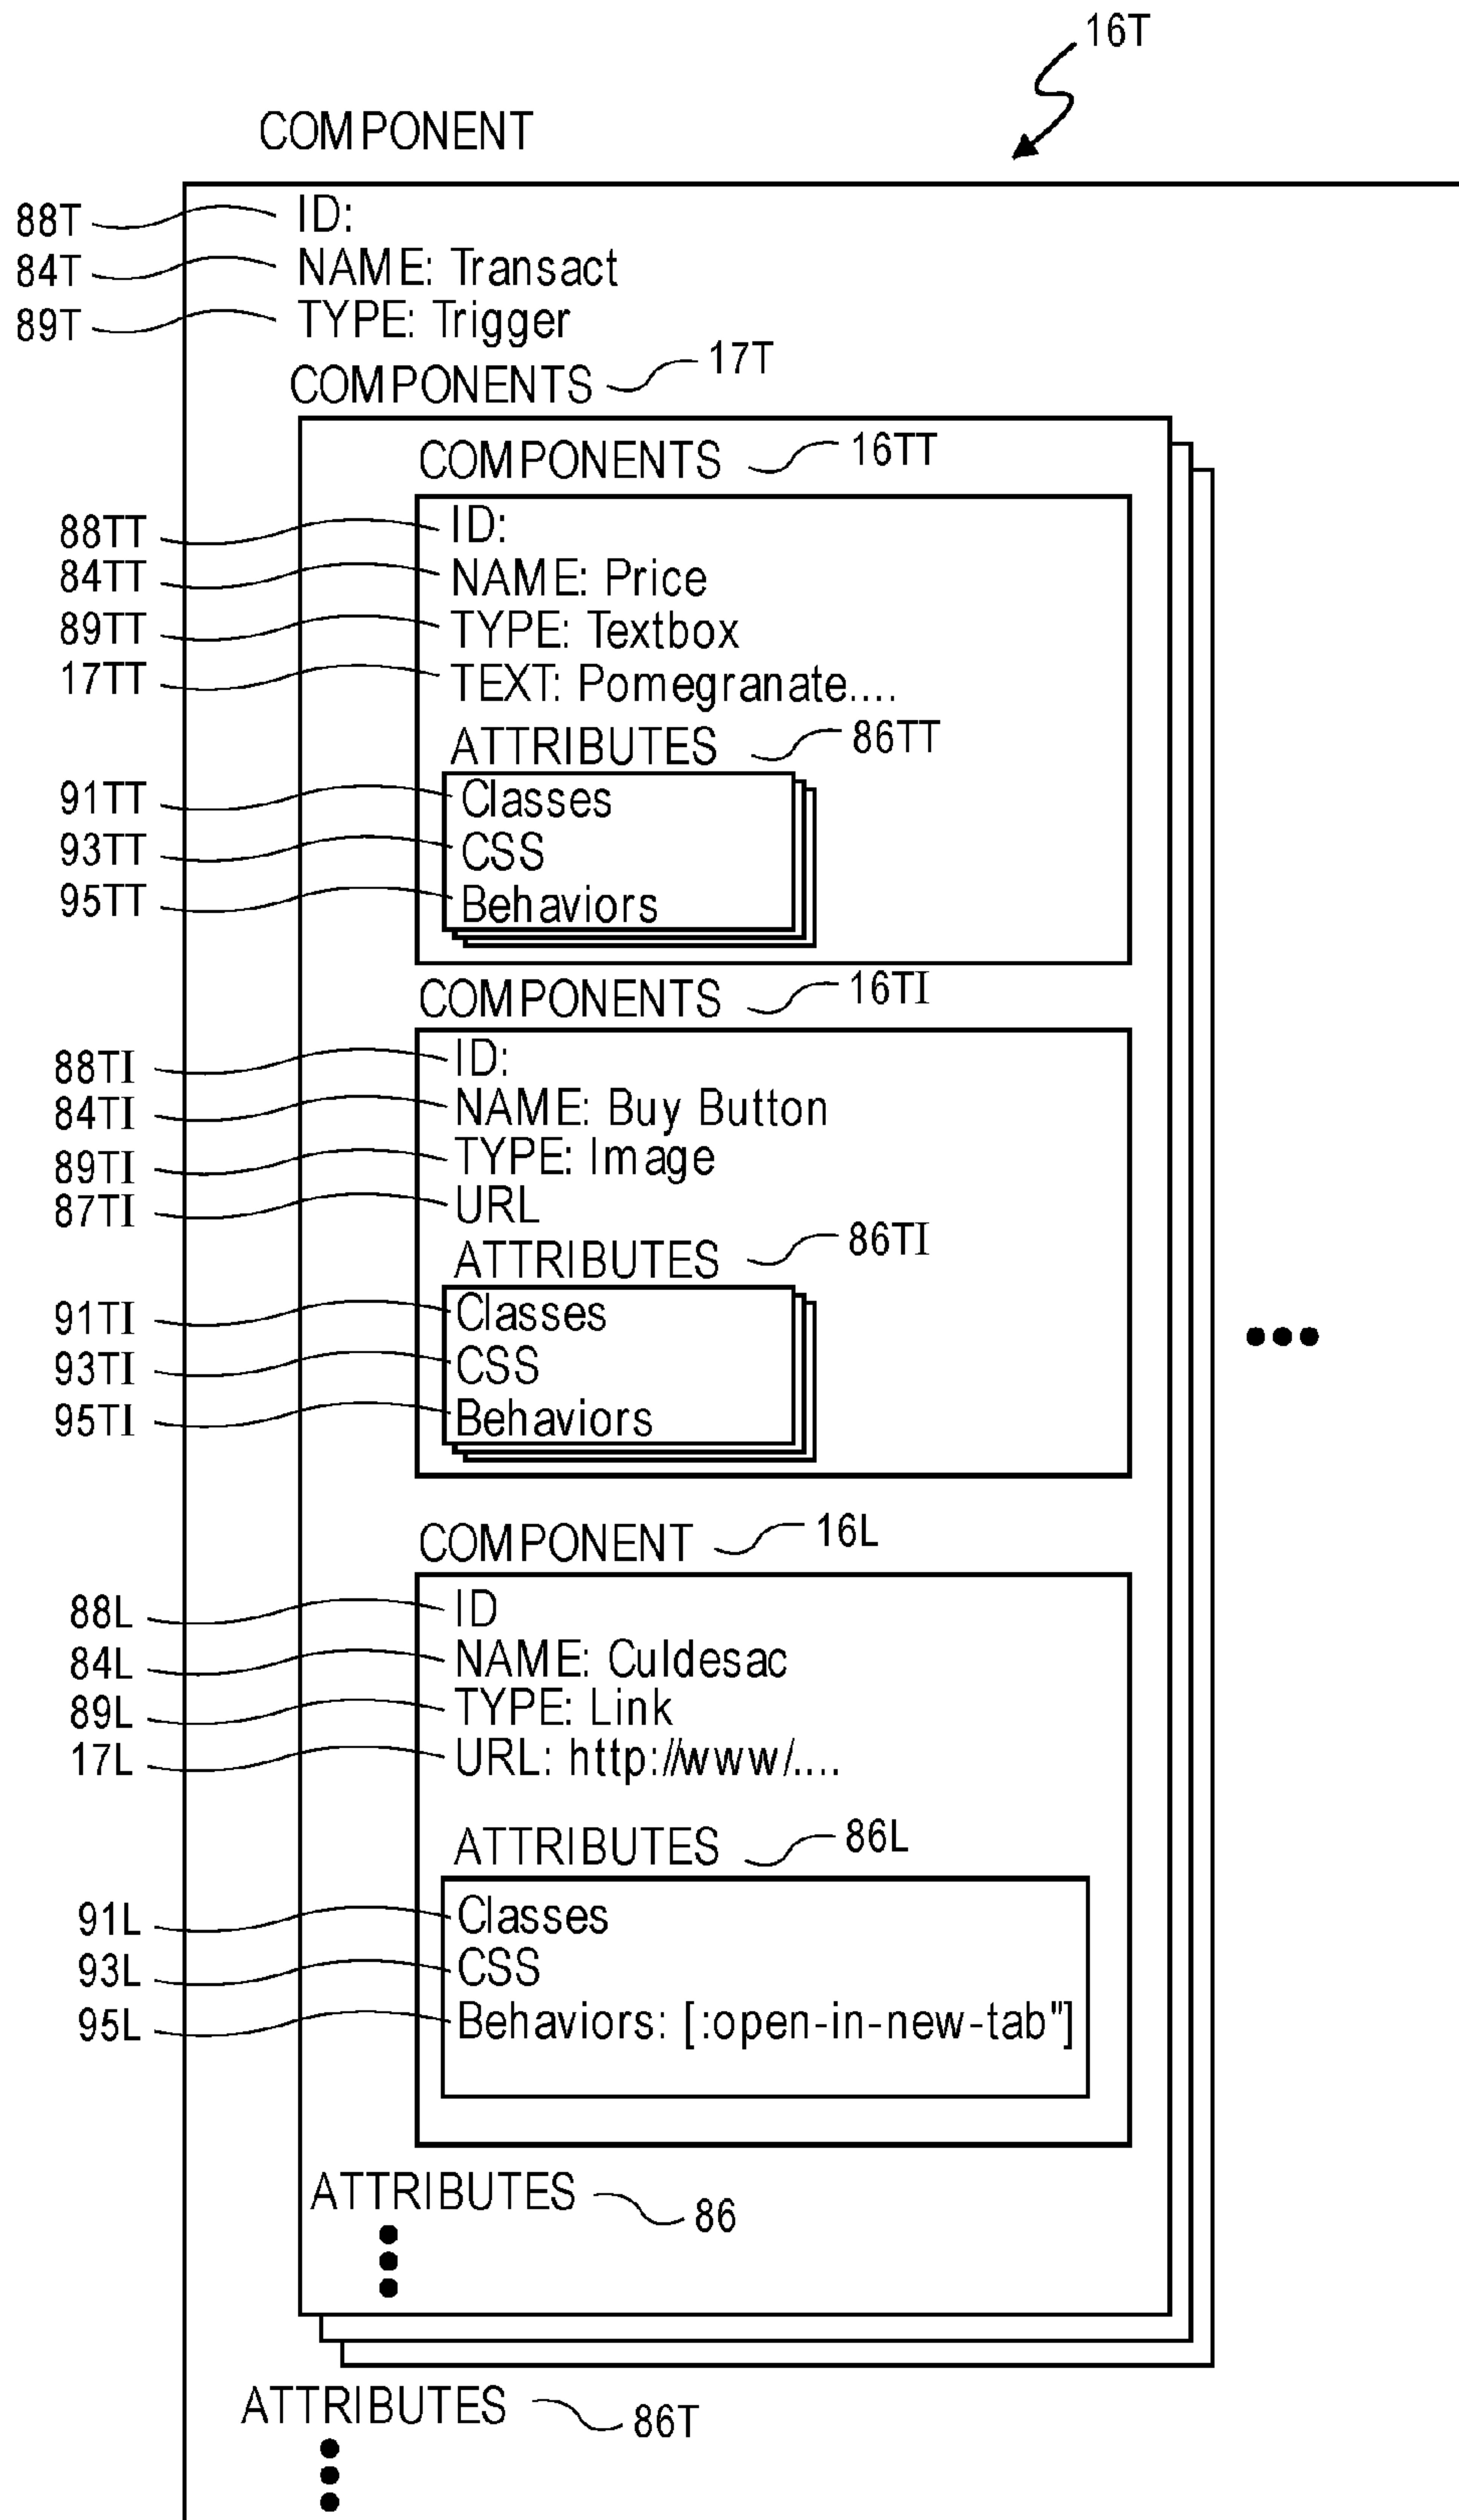 16T
COMPONENT
88T ID:
84T NAME: Transact
89T TYPE: Trigger
COMPONENTS 17T
COMPONENTS 16TT
88TT ID:
84TT NAME: Price
89TT TYPE: Textbox
17TT TEXT: Pomegranate....
ATTRIBUTES 86TT
91TT Classes
93TT CSS
95TT Behaviors
COMPONENTS 16TI
88TI ID:
84TI NAME: Buy Button
89TI TYPE: Image
87TI URL
ATTRIBUTES 86TI
91TI Classes
93TI CSS
95TI Behaviors
COMPONENT 16L
88L ID
84L NAME: Culdesac
89L TYPE: Link
17L URL: http://www/....
ATTRIBUTES 86L
91L Classes
93L CSS
95L Behaviors: [:open-in-new-tab"]
ATTRIBUTES 86
ATTRIBUTES 86T